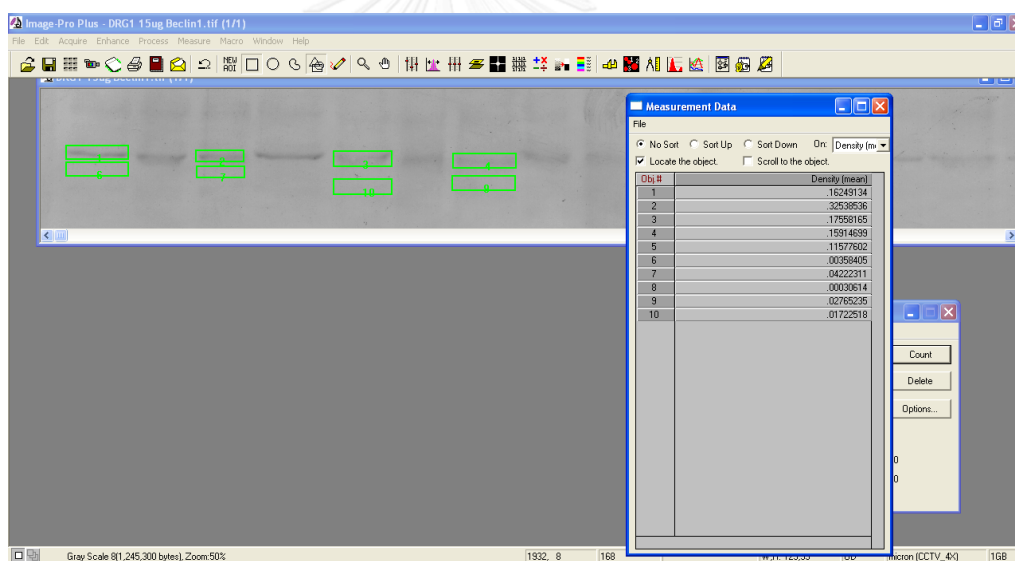 Image-Pro Plus - DRG1 15ug Beclin1.tif (1/1)
File Edit Acquire Enhance Process Measure Macro Window Help
NEW ROI
Measurement Data
File
No Sort Sort Up Sort Down On: Density (m
Locate the object. Scroll to the object.
Obj.# Density (mean)
1 .16249134
2 .32538536
3 .17558165
4 .15914699
5 .11577602
6 .00358405
7 .04222311
8 .00030614
9 .02765235
10 .01722518
Count
Delete
Options...
0
0
Gray Scale 8(1,245,300 bytes), Zoom:50% 1932, 8 168 micron (CCTV_4X) 1GB